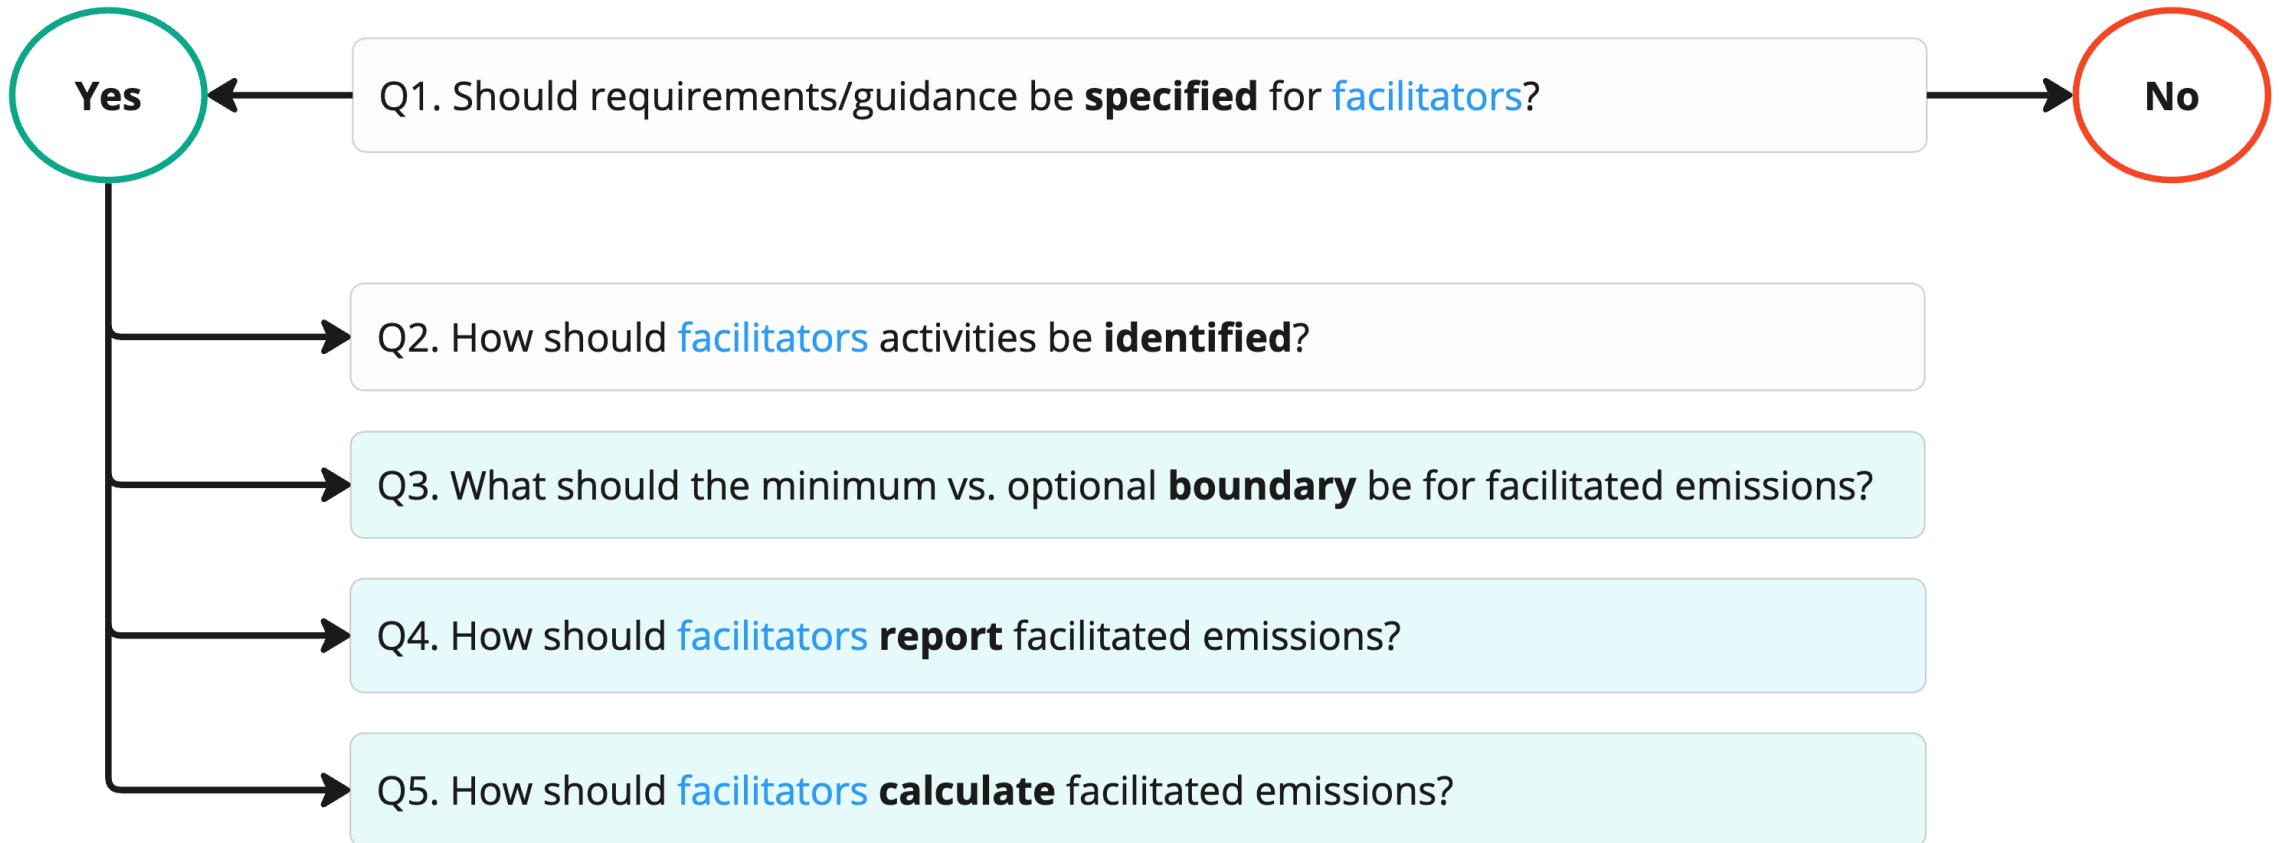 Yes
Q1. Should requirements/guidance be specified for facilitators?
No
Q2. How should facilitators activities be identified?
Q3. What should the minimum vs. optional boundary be for facilitated emissions?
Q4. How should facilitators report facilitated emissions?
Q5. How should facilitators calculate facilitated emissions?